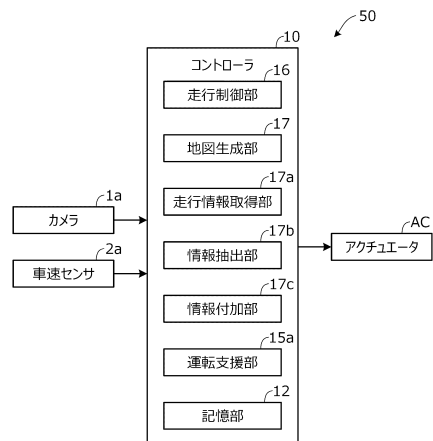 50
10
コントローラ
16
走行制御部
17
地図生成部
17a
走行情報取得部
1a
カメラ
17b
情報抽出部
AC
アクチュエータ
2a
車速センサ
17c
情報付加部
15a
運転支援部
12
記憶部